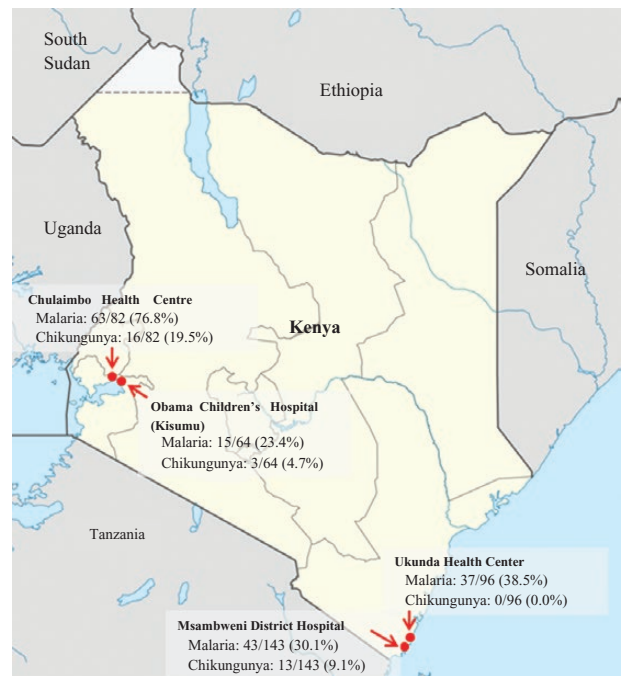 South
Sudan
Ethiopia
Uganda
Somalia
Chulaimbo Health Centre
Malaria: 63/82 (76.8%)
Chikungunya: 16/82 (19.5%)
Kenya
Obama Children's Hospital
(Kisumu)
Malaria: 15/64 (23.4%)
Chikungunya: 3/64 (4.7%)
Tanzania
Ukunda Health Center
Malaria: 37/96 (38.5%)
Chikungunya: 0/96 (0.0%)
Msambweni District Hospital
Malaria: 43/143 (30.1%)
Chikungunya: 13/143 (9.1%)